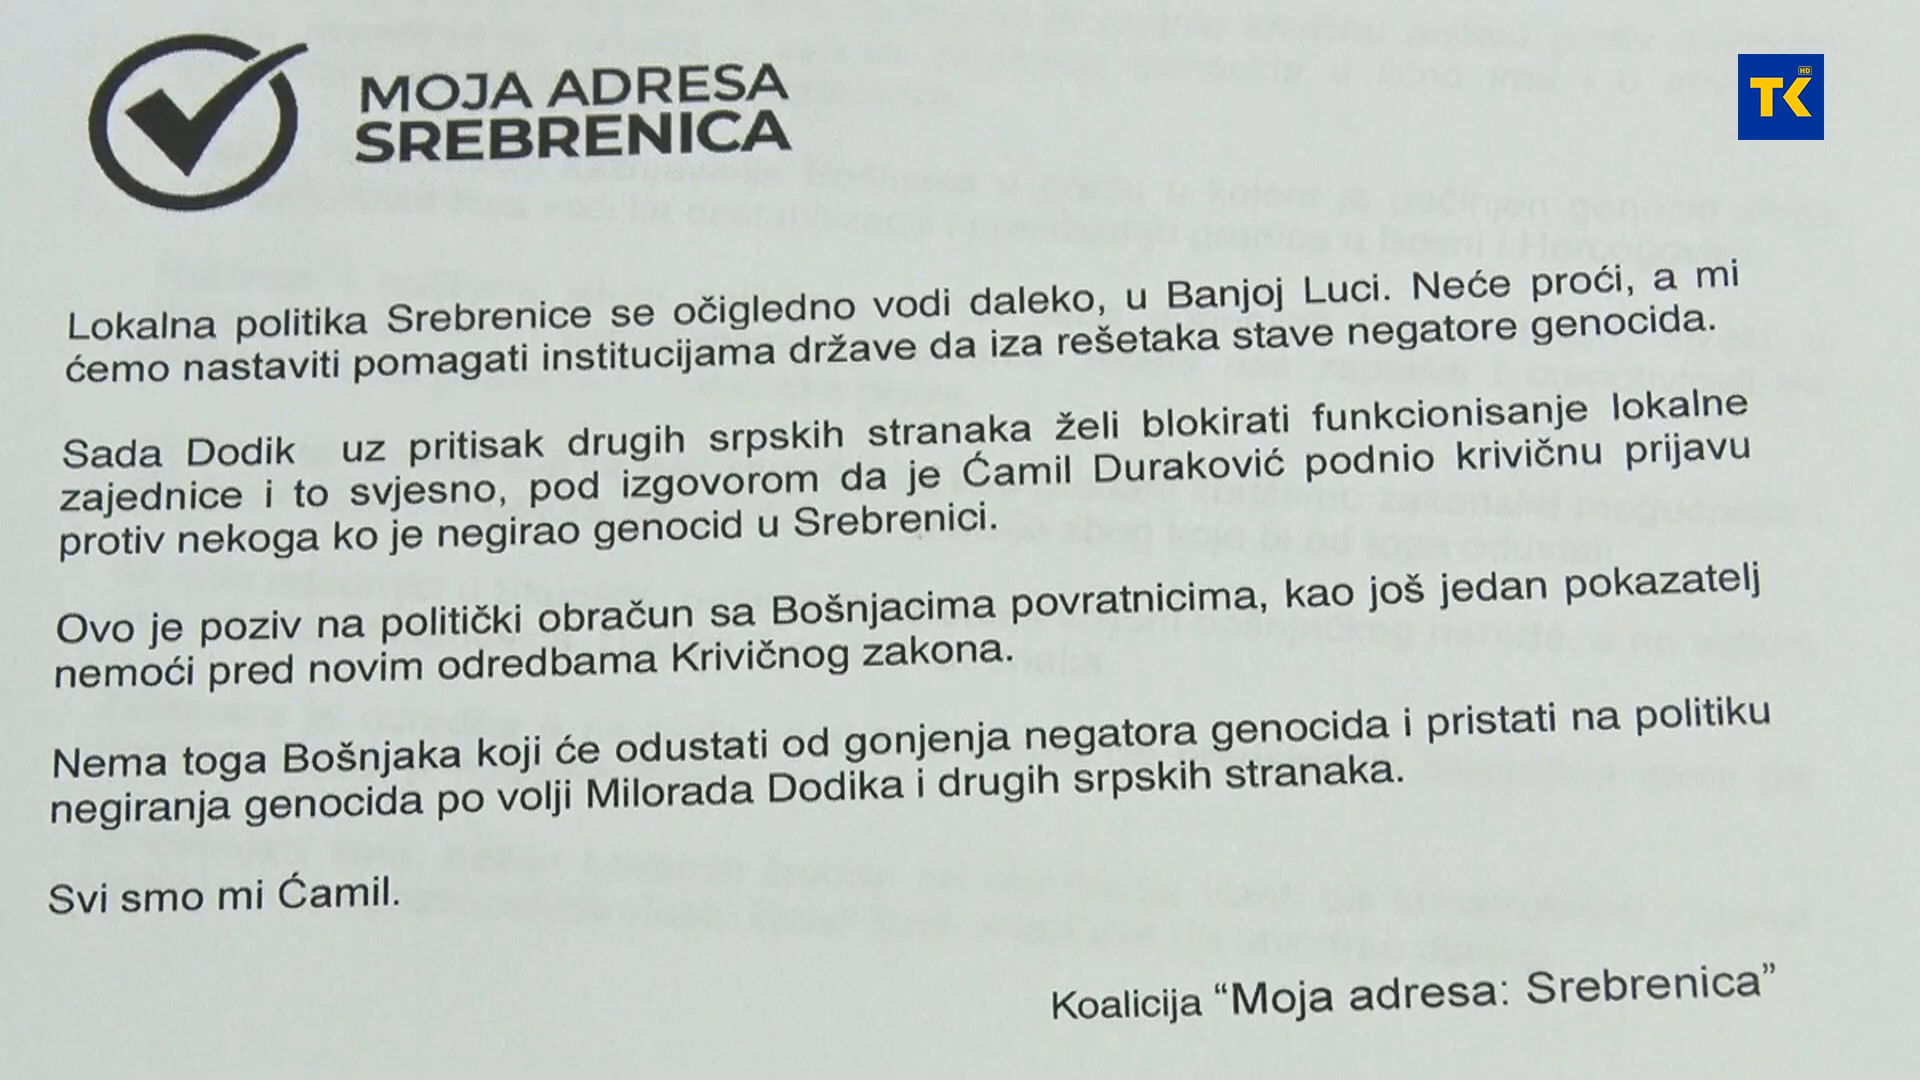 MOJA ADRESA
SREBRENICA
TK
HD
Lokalna politika Srebrenice se očigledno vodi daleko, u Banjoj Luci. Neće proći, a mi
ćemo nastaviti pomagati institucijama države da iza rešetaka stave negatore genocida.
Sada Dodik uz pritisak drugih srpskih stranaka želi blokirati funkcionisanje lokalne
zajednice i to svjesno, pod izgovorom da je Ćamil Duraković podnio krivičnu prijavu
protiv nekoga ko je negirao genocid u Srebrenici.
Ovo je poziv na politički obračun sa Bošnjacima povratnicima, kao još jedan pokazatelj
nemoći pred novim odredbama Krivičnog zakona.
Nema toga Bošnjaka koji će odustati od gonjenja negatora genocida i pristati na politiku
negiranja genocida po volji Milorada Dodika i drugih srpskih stranaka.
Svi smo mi Ćamil.
Koalicija “Moja adresa: Srebrenica”